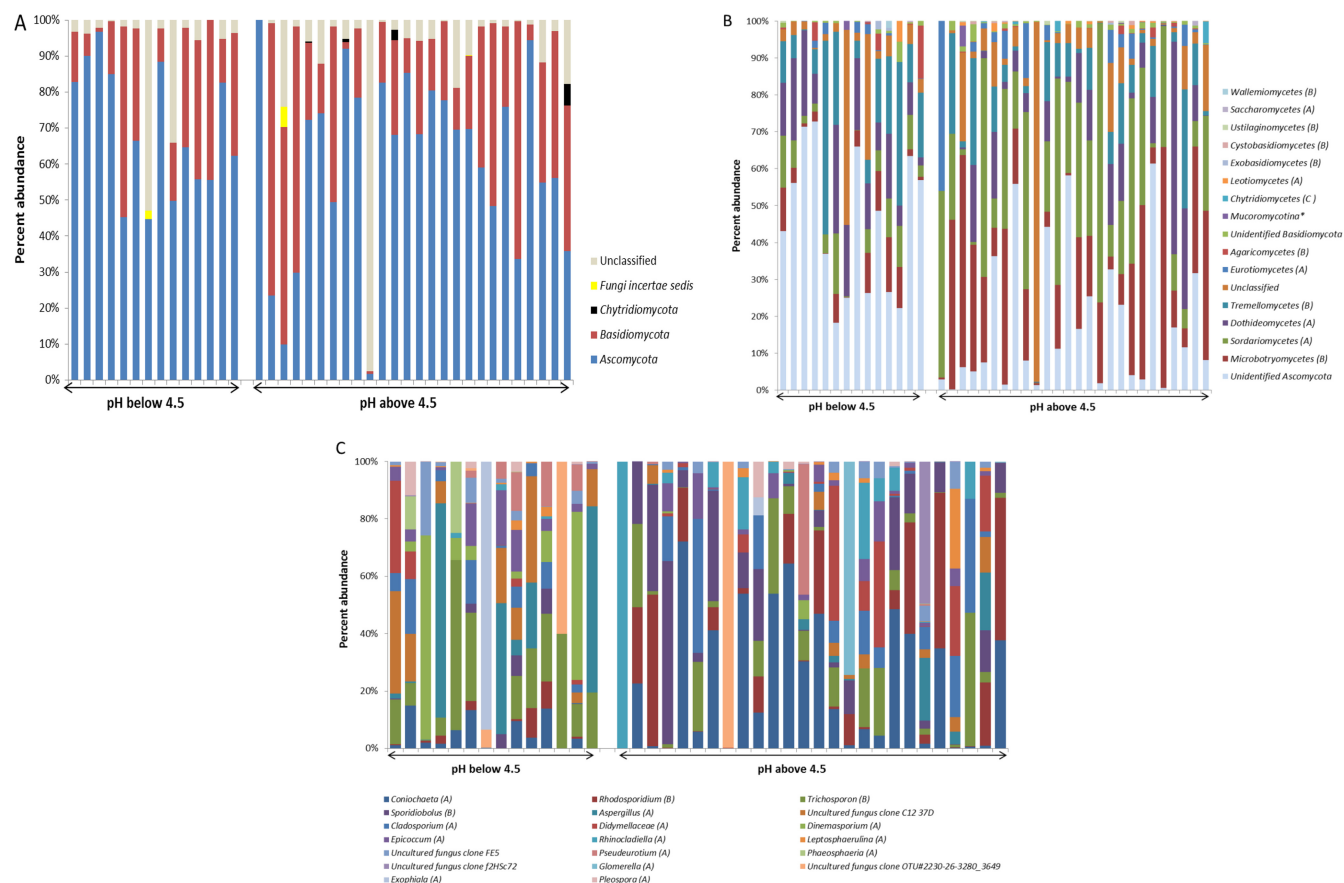 A
Percent abundance
100%
90%
80%
70%
60%
50%
40%
30%
20%
10%
0%
Unclassified
Fungi incertae sedis
Chytridiomycota
Basidiomycota
Ascomycota
pH below 4.5
pH above 4.5
B
Percent abundance
100%
90%
80%
70%
60%
50%
40%
30%
20%
10%
0%
Wallemiomycetes (B)
Saccharomycetes (A)
Ustilaginomycetes (B)
Cystobasidiomycetes (B)
Exobasidiomycetes (B)
Leotiomycetes (A)
Chytridiomycetes (C )
Mucoromycotina*
Unidentified Basidiomycota
Agaricomycetes (B)
Eurotiomycetes (A)
Unclassified
Tremellomycetes (B)
Dothideomycetes (A)
Sordariomycetes (A)
Microbotryomycetes (B)
Unidentified Ascomycota
pH below 4.5
pH above 4.5
C
Percent abundance
100%
80%
60%
40%
20%
0%
pH below 4.5
pH above 4.5
Coniochaeta (A)
Rhodosporidium (B)
Trichosporon (B)
Sporidiobolus (B)
Aspergillus (A)
Uncultured fungus clone C12 37D
Cladosporium (A)
Didymellaceae (A)
Dinemasporium (A)
Epicoccum (A)
Rhinocladiella (A)
Leptosphaerulina (A)
Uncultured fungus clone FE5
Pseudeurotium (A)
Phaeosphaeria (A)
Uncultured fungus clone f2HSc72
Glomerella (A)
Uncultured fungus clone OTU#2230-26-3280_3649
Exophiala (A)
Pleospora (A)